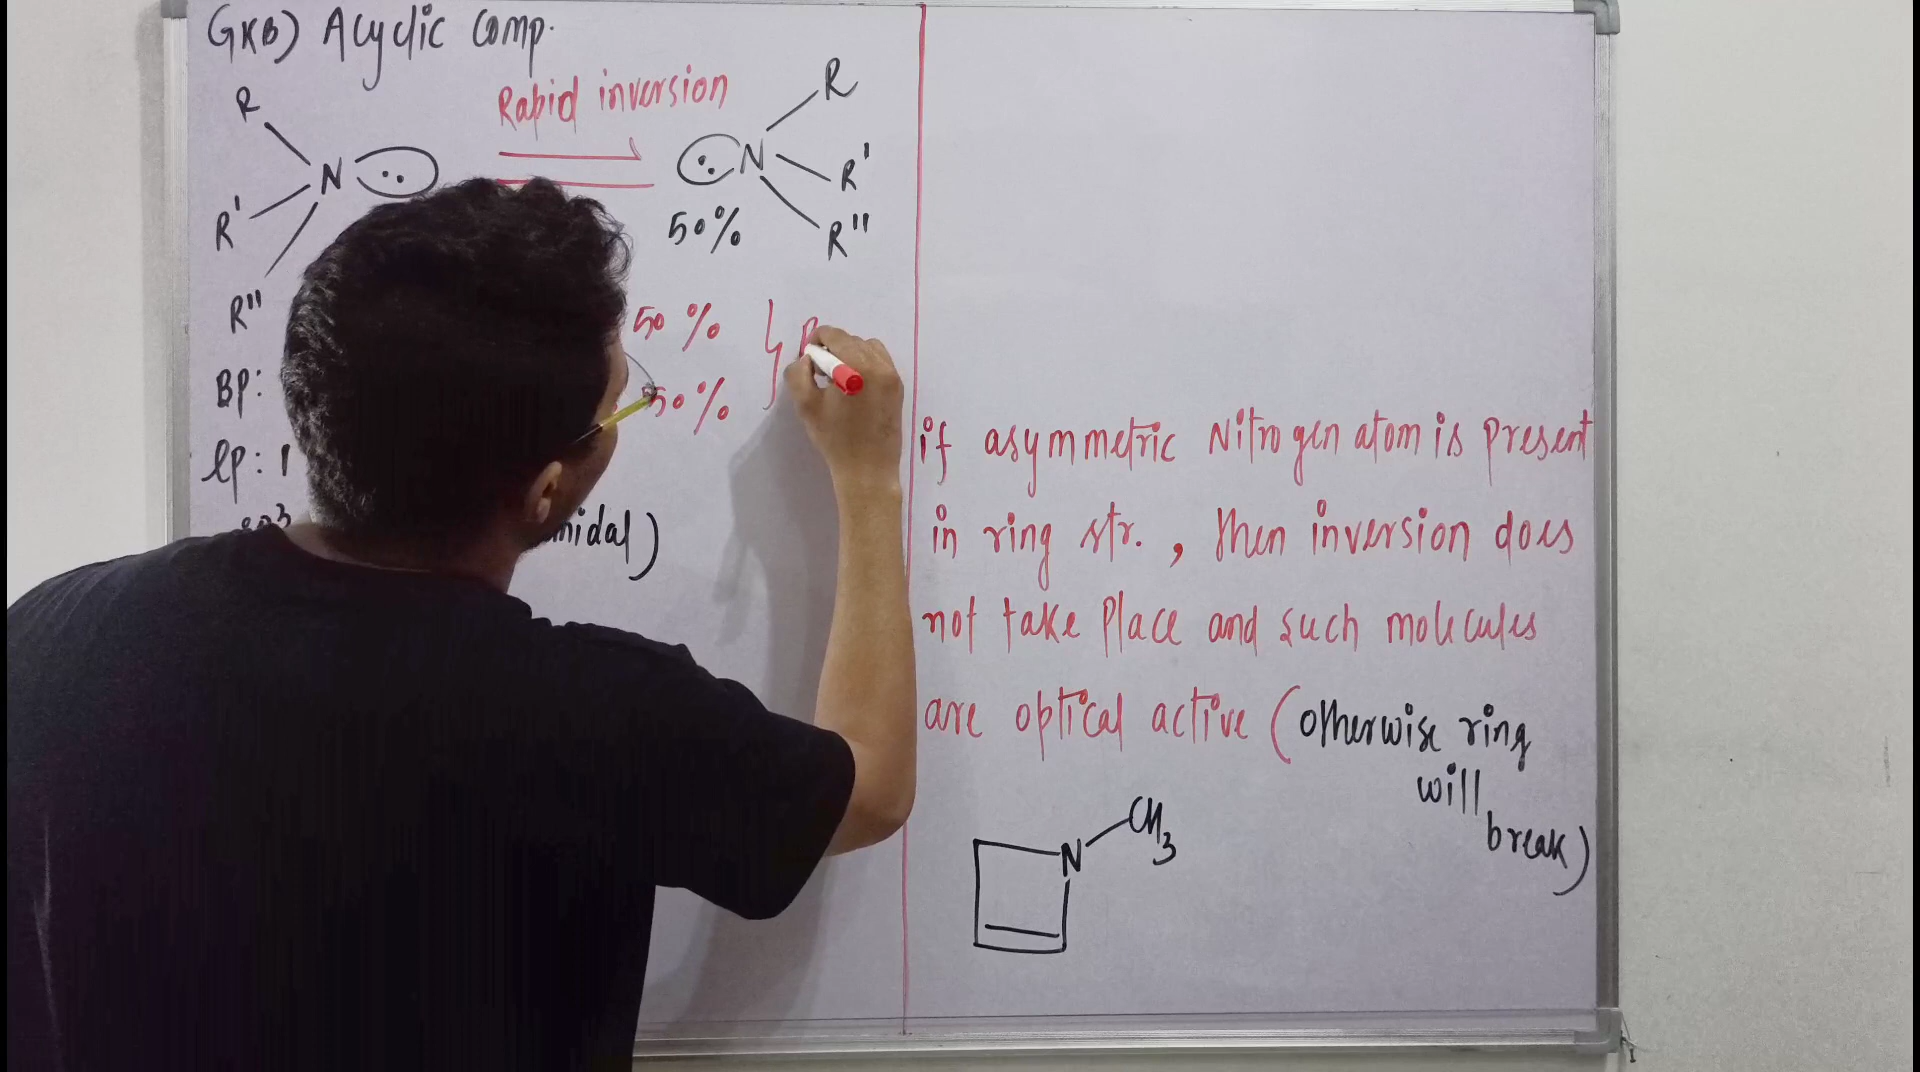 Acyclic Comp.
Rapid inversion
R
R'
R"
N
N
R
R'
R"
50%
50%
50%
BP:
lp: 1
sp3
if asymmetric Nitrogen atom is present
in ring str., then inversion does
not take place and such molecules
are optical active (otherwise ring
will
break)
N
CH3